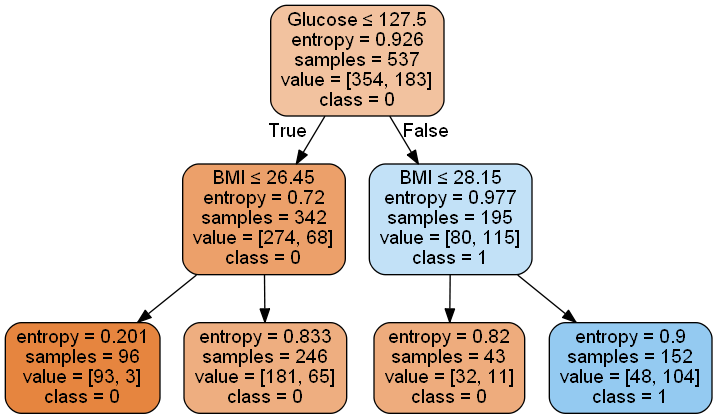 Glucose ≤ 127.5
entropy = 0.926
samples = 537
value = [354, 183]
class = 0
True
False
BMI ≤ 26.45
entropy = 0.72
samples = 342
value = [274, 68]
class = 0
BMI ≤ 28.15
entropy = 0.977
samples = 195
value = [80, 115]
class = 1
entropy = 0.201
samples = 96
value = [93, 3]
class = 0
entropy = 0.833
samples = 246
value = [181, 65]
class = 0
entropy = 0.82
samples = 43
value = [32, 11]
class = 0
entropy = 0.9
samples = 152
value = [48, 104]
class = 1